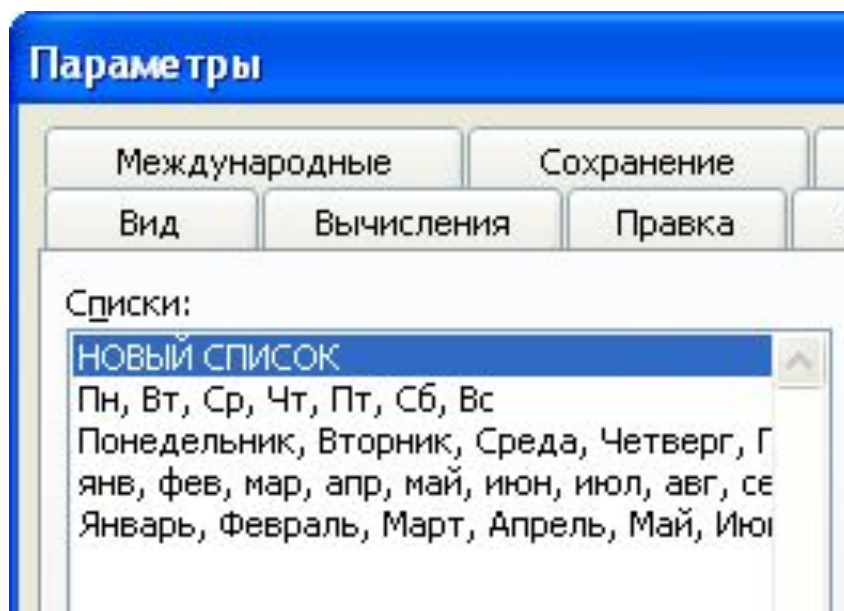 Параметры
Международные Сохранение
Вид Вычисления Правка
Списки:
НОВЫЙ СПИСОК
Пн, Вт, Ср, Чт, Пт, Сб, Вс
Понедельник, Вторник, Среда, Четверг,
янв, фев, мар, апр, май, июн, июл, авг, се
Январь, Февраль, Март, Апрель, Май,